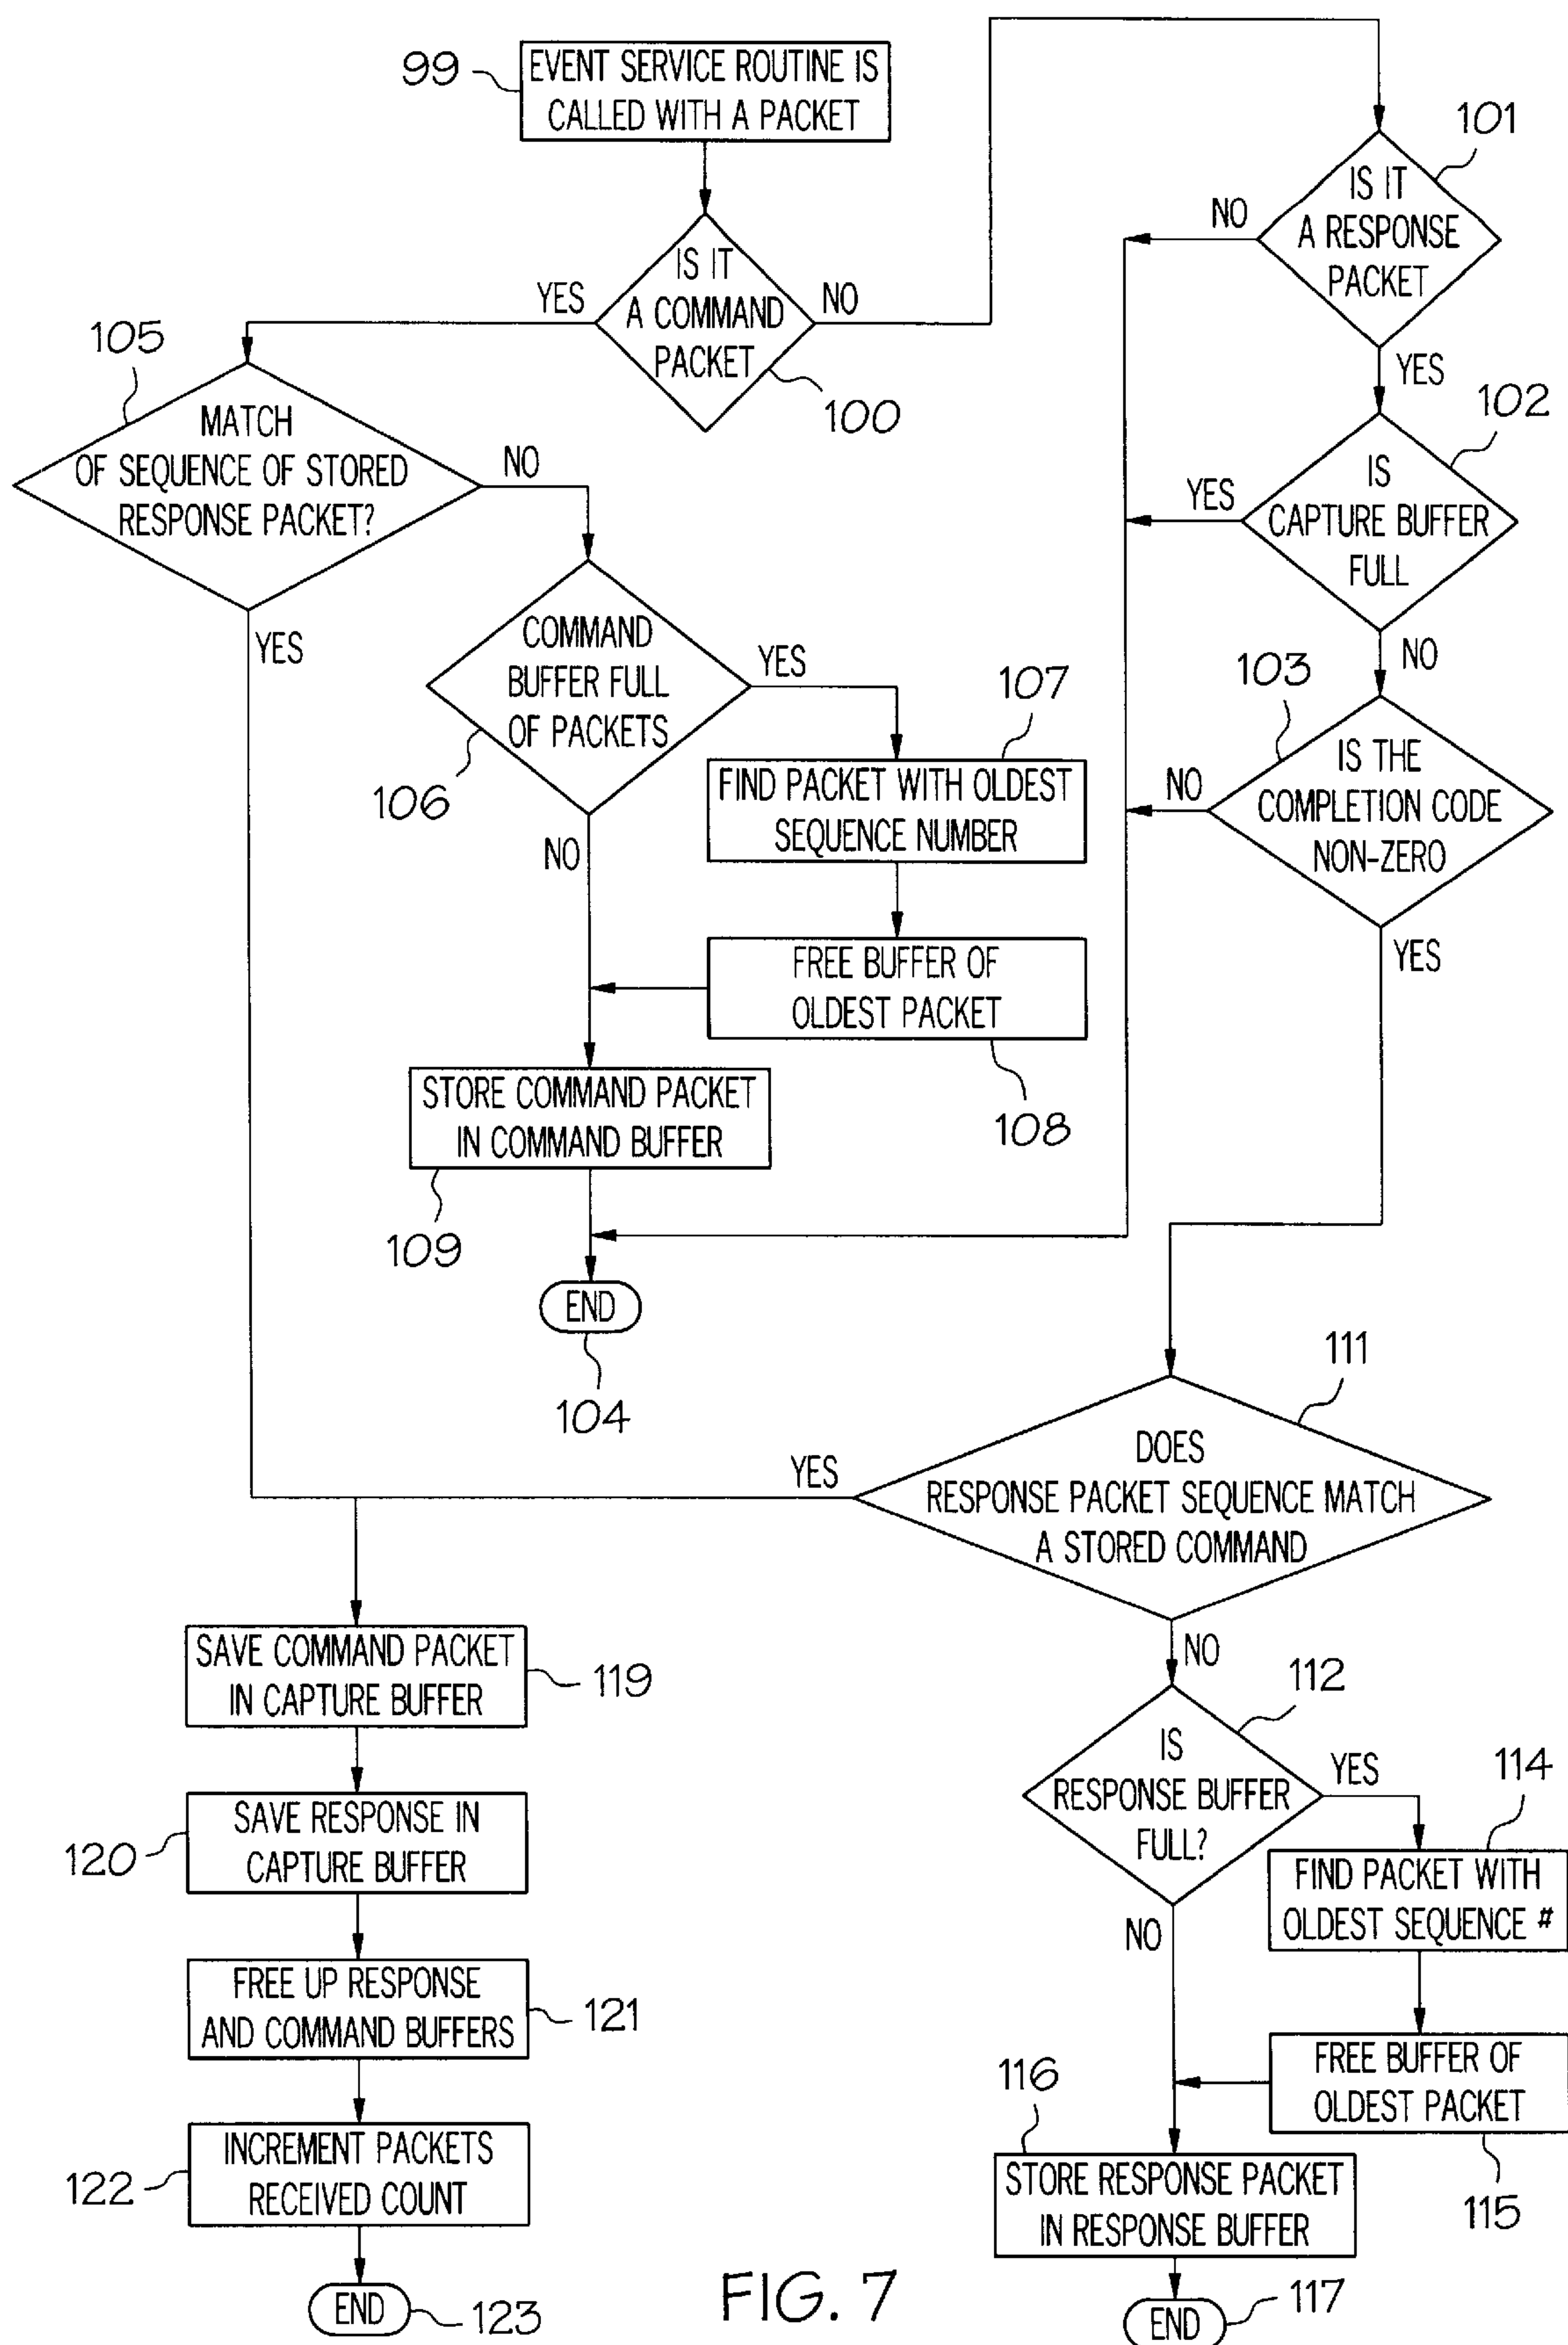 99
EVENT SERVICE ROUTINE IS
CALLED WITH A PACKET
101
IS IT
A RESPONSE
PACKET
NO
YES
IS IT
A COMMAND
PACKET
YES
NO
100
105
MATCH
OF SEQUENCE OF STORED
RESPONSE PACKET?
NO
YES
102
IS
CAPTURE BUFFER
FULL
YES
NO
COMMAND
BUFFER FULL
OF PACKETS
YES
106
NO
107
FIND PACKET WITH OLDEST
SEQUENCE NUMBER
103
IS THE
COMPLETION CODE
NON-ZERO
NO
YES
FREE BUFFER OF
OLDEST PACKET
108
STORE COMMAND PACKET
IN COMMAND BUFFER
109
END
104
111
DOES
RESPONSE PACKET SEQUENCE MATCH
A STORED COMMAND
YES
NO
SAVE COMMAND PACKET
IN CAPTURE BUFFER
119
112
IS
RESPONSE BUFFER
FULL?
YES
NO
114
FIND PACKET WITH
OLDEST SEQUENCE #
SAVE RESPONSE IN
CAPTURE BUFFER
120
FREE UP RESPONSE
AND COMMAND BUFFERS
121
FREE BUFFER OF
OLDEST PACKET
115
116
STORE RESPONSE PACKET
IN RESPONSE BUFFER
INCREMENT PACKETS
RECEIVED COUNT
122
END
123
FIG. 7
END
117